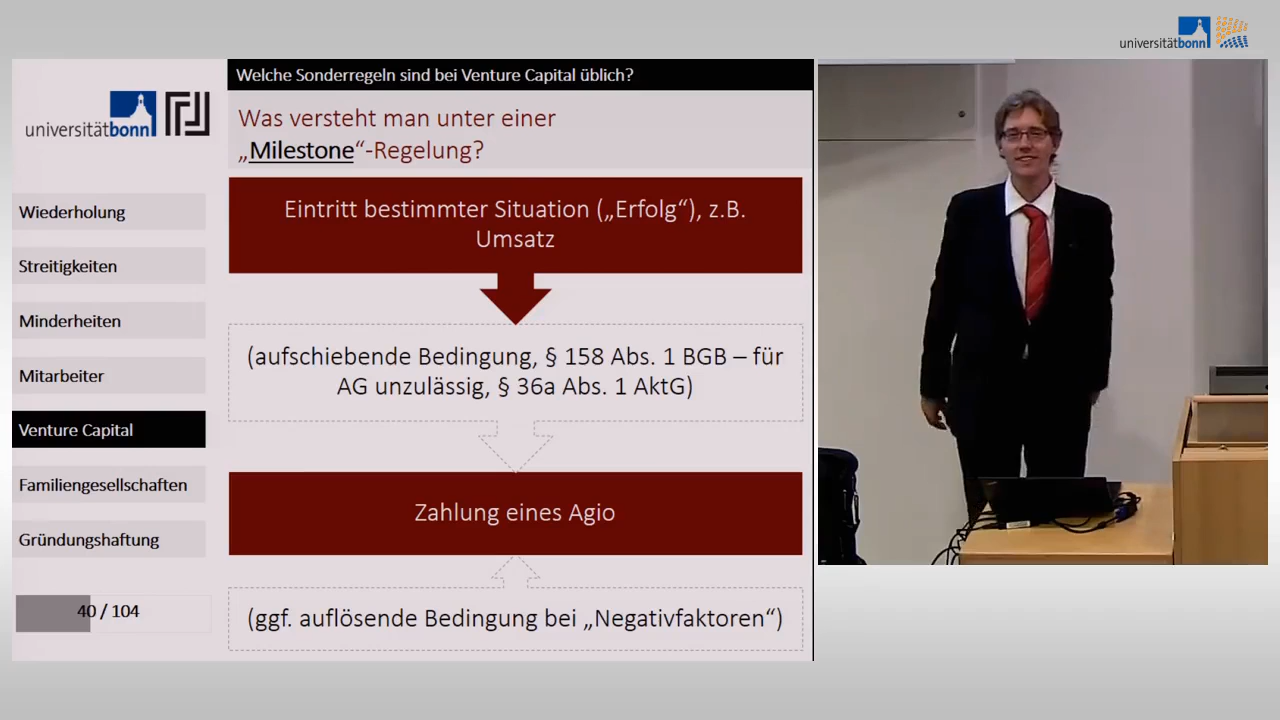 universitätbonn
Welche Sonderregeln sind bei Venture Capital üblich?
universitätbonn
Was versteht man unter einer
„Milestone“-Regelung?
Wiederholung
Streitigkeiten
Minderheiten
Mitarbeiter
Venture Capital
Familiengesellschaften
Gründungshaftung
40 / 104
Eintritt bestimmter Situation („Erfolg“), z.B.
Umsatz
(aufschiebende Bedingung, § 158 Abs. 1 BGB – für
AG unzulässig, § 36a Abs. 1 AktG)
Zahlung eines Agio
(ggf. auflösende Bedingung bei „Negativfaktoren“)